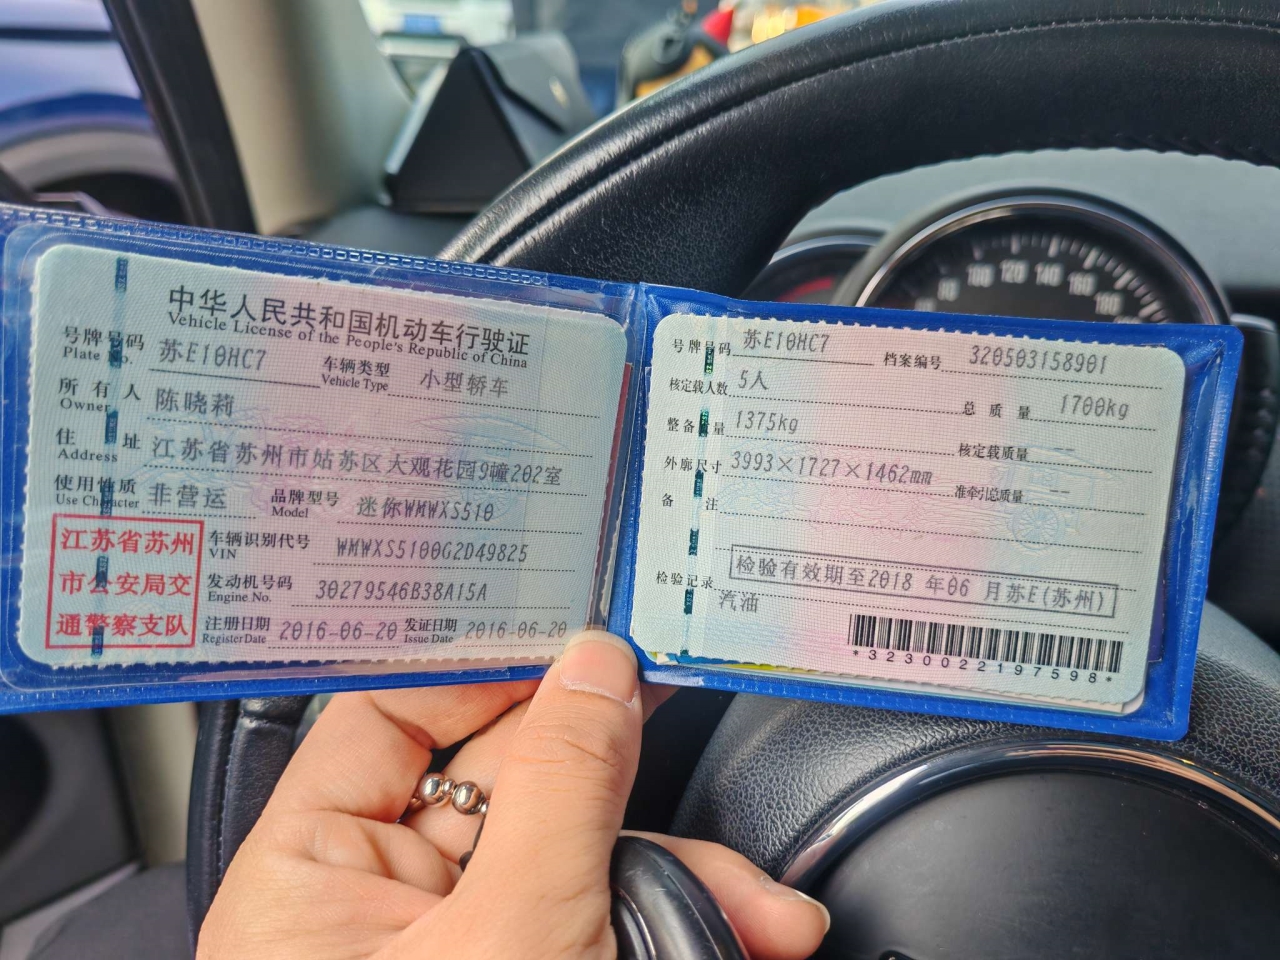 中华人民共和国机动车行驶证
Vehicle License of the People's Republic of China
号牌号码 苏E10HC7 车辆类型 小型轿车
Plate No. Vehicle Type
所有人 陈晓莉
Owner
住址 江苏省苏州市姑苏区大观花园9幢202室
Address
使用性质 非营运 品牌型号 迷你WMWXS510
Use Character Model
江苏省苏州
市公安局交
通警察支队
车辆识别代号 WMWXS5100G2D49825
VIN
发动机号码 30279546B38A15A
Engine No.
注册日期 2016-06-20 发证日期 2016-06-20
Register Date Issue Date
号牌号码 苏E10HC7 档案编号 320503158901
核定载人数 5人 总质量 1700kg
整备质量 1375kg 核定载质量 --
外廓尺寸 3993×1727×1462mm 准牵引总质量 --
备注
检验有效期至2018 年06 月苏E(苏州)
检验记录
汽油
*3230022197598*
80 100 120 140 160 180